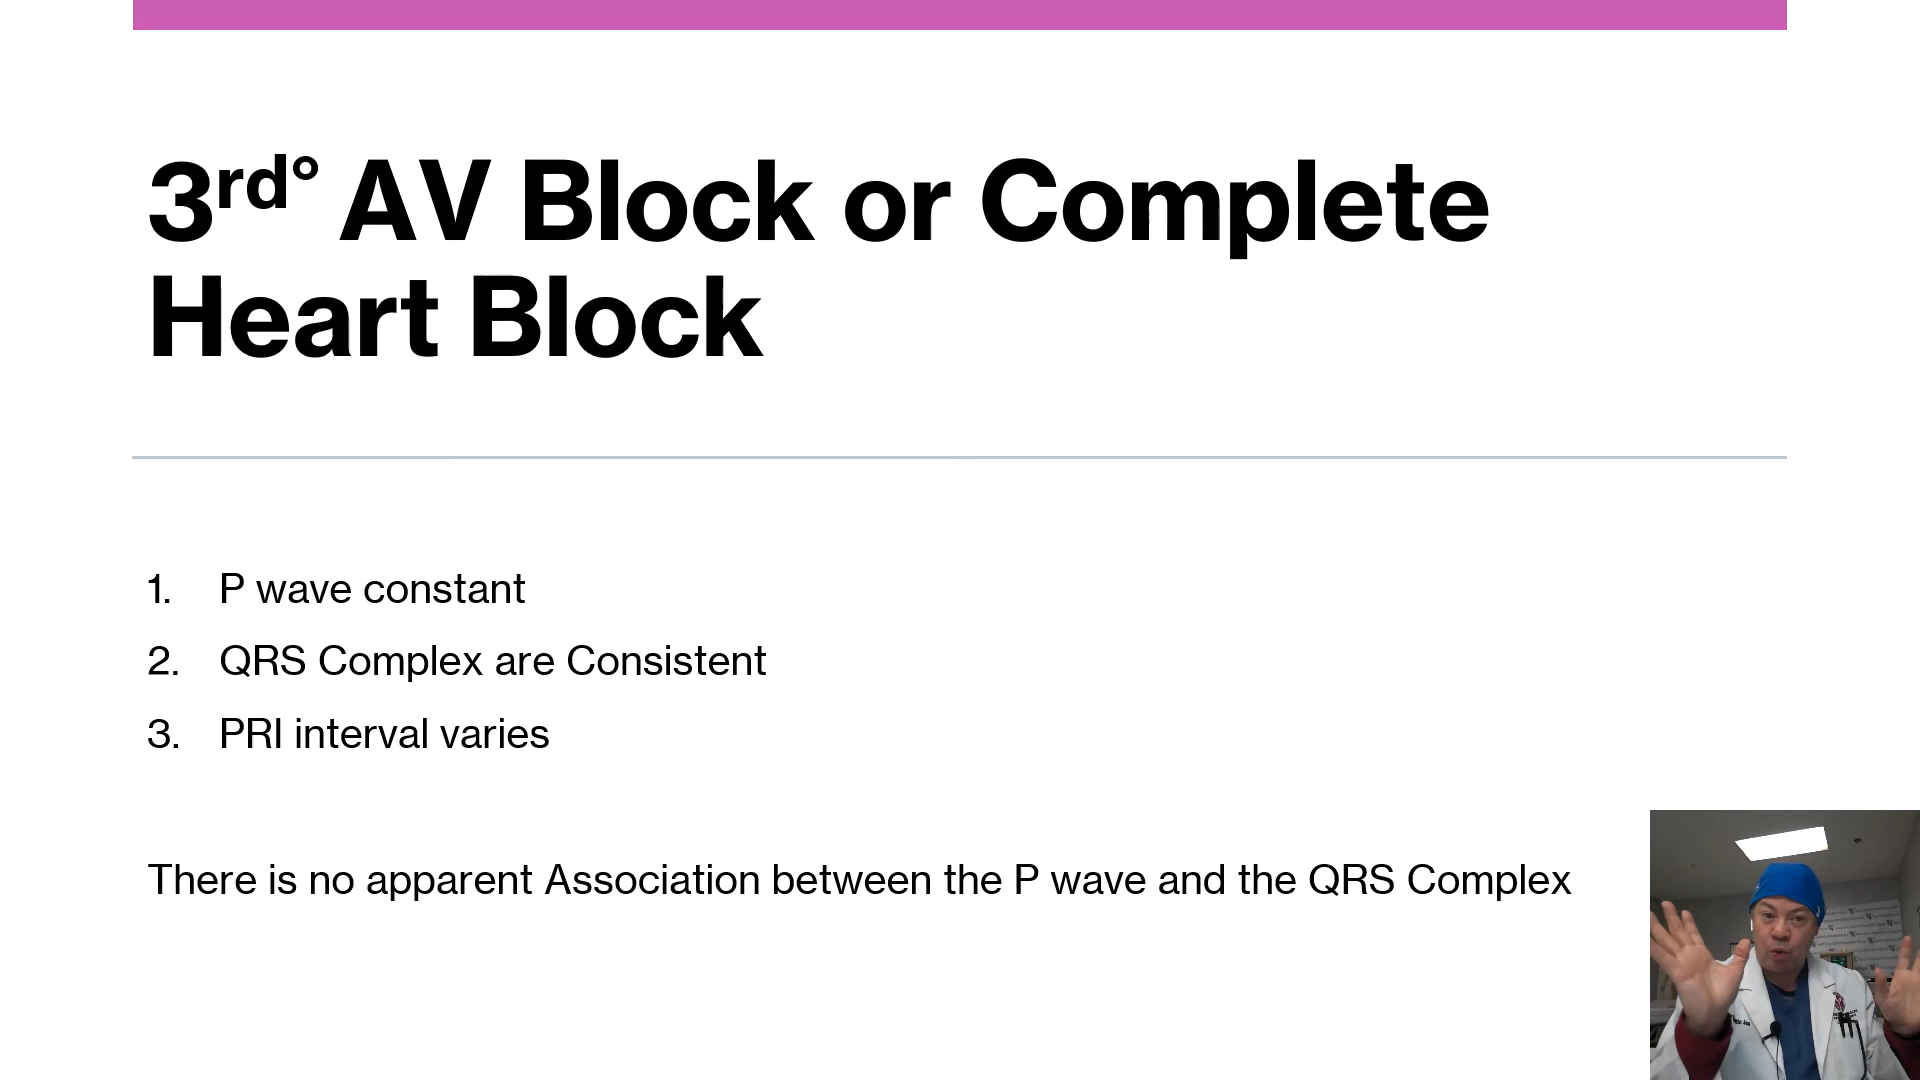 3rd° AV Block or Complete
Heart Block
1. P wave constant
2. QRS Complex are Consistent
3. PRI interval varies
There is no apparent Association between the P wave and the QRS Complex